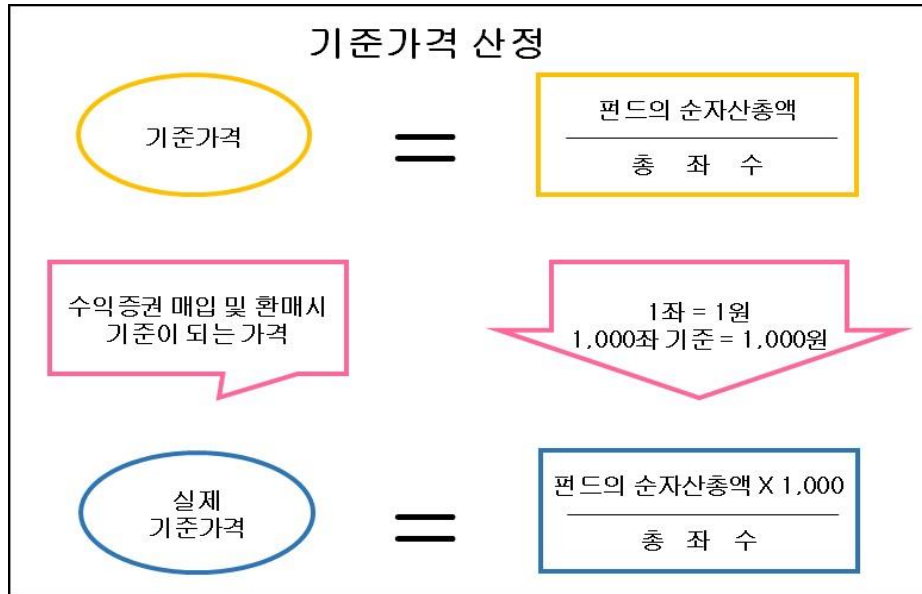 기준가격 산정
기준가격
=
펀드의 순자산총액
총 좌 수
수익증권 매입 및 환매시
기준이 되는 가격
1좌 = 1원
1,000좌 기준 = 1,000원
실제
기준가격
=
펀드의 순자산총액 X 1,000
총 좌 수